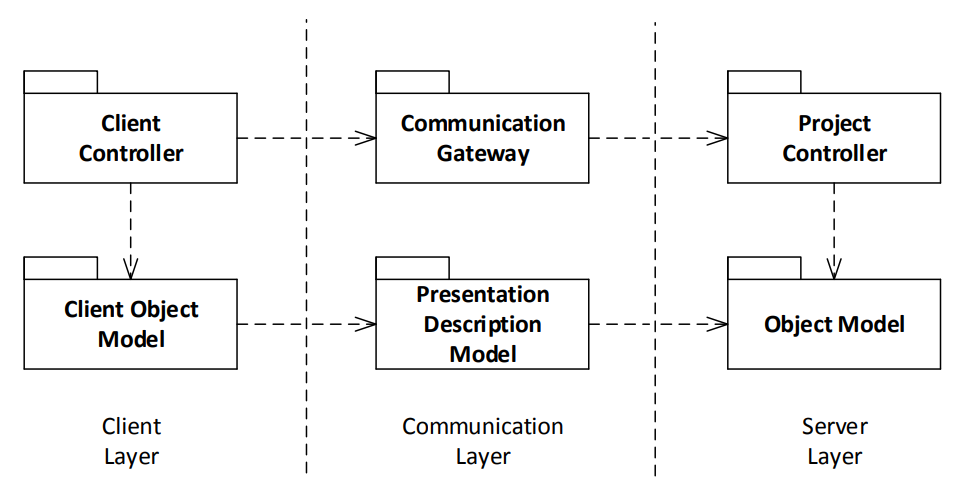 Client
Controller
Communication
Gateway
Project
Controller
Client Object
Model
Presentation
Description
Model
Object Model
Client
Layer
Communication
Layer
Server
Layer